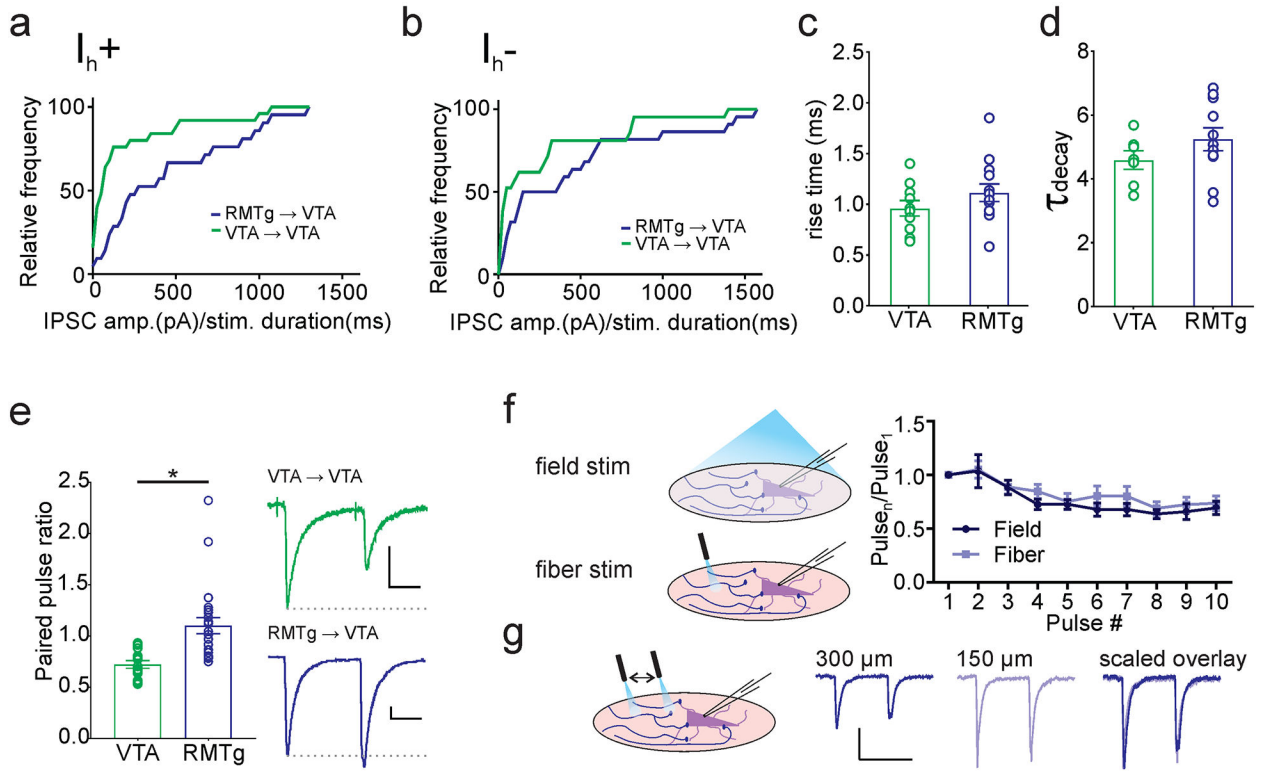 a
I_h+
Relative frequency
100
50
0
0 500 1000 1500
RMTg → VTA
VTA → VTA
IPSC amp.(pA)/stim. duration(ms)
b
I_h-
Relative frequency
100
50
0
0 500 1000 1500
RMTg → VTA
VTA → VTA
IPSC amp.(pA)/stim. duration(ms)
c
rise time (ms)
2.5
2.0
1.5
1.0
0.5
0.0
VTA RMTg
d
τdecay
8
6
4
2
0
VTA RMTg
e
Paired pulse ratio
2.5
2.0
1.5
1.0
0.5
0.0
*
VTA RMTg
VTA → VTA
RMTg → VTA
f
field stim
fiber stim
Pulse_n/Pulse_1
1.5
1.0
0.5
0.0
Field
Fiber
1 2 3 4 5 6 7 8 9 10
Pulse #
g
300 µm
150 µm
scaled overlay